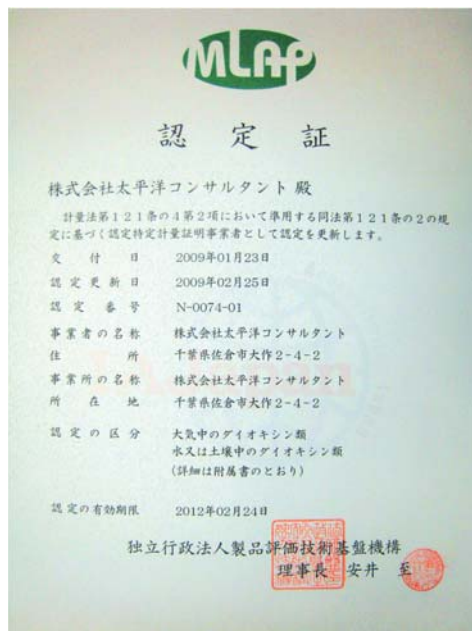 MLAP
認定証
株式会社太平洋コンサルタント 殿
計量法第121条の4第2項において準用する同法第121条の2の規
定に基づく認定特定計量証明事業者として認定を更新します。
交付日 2009年01月23日
認定更新日 2009年02月25日
認定番号 N-0074-01
事業者の名称 株式会社太平洋コンサルタント
住所 千葉県佐倉市大作2-4-2
事業所の名称 株式会社太平洋コンサルタント
所在地 千葉県佐倉市大作2-4-2
認定の区分 大気中のダイオキシン類
水又は土壌中のダイオキシン類
(詳細は附属書のとおり)
認定の有効期限 2012年02月24日
独立行政法人製品評価技術基盤機構
理事長 安井 至